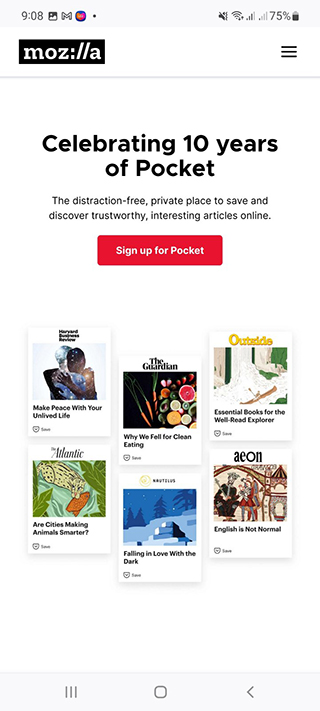 9:08
75%
moz://a
Celebrating 10 years
of Pocket
The distraction-free, private place to save and
discover trustworthy, interesting articles online.
Sign up for Pocket
Harvard
Business
Review
Make Peace With Your
Unlived Life
Save
The
Guardian
Why We Fell for Clean
Eating
Save
Outside
Essential Books for the
Well-Read Explorer
Save
The Atlantic
Are Cities Making
Animals Smarter?
Save
NAUTILUS
Falling in Love With the
Dark
Save
aeon
English is Not Normal
Save